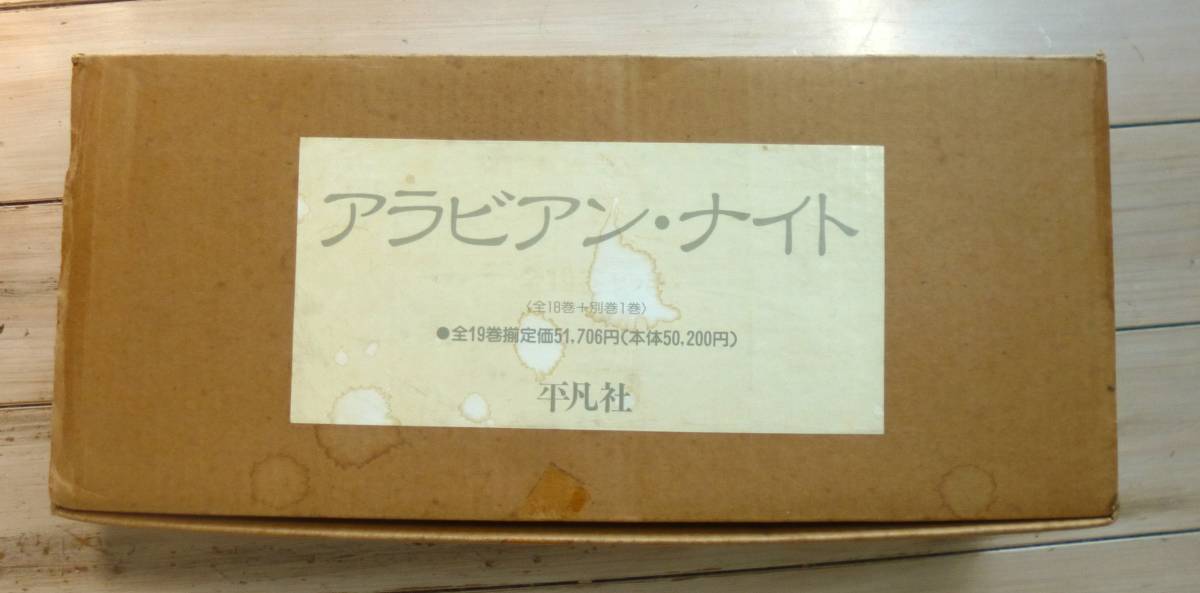 アラビアン・ナイト
〈全18巻+別巻1巻〉
●全19巻揃定価51,706円(本体50,200円)
平凡社